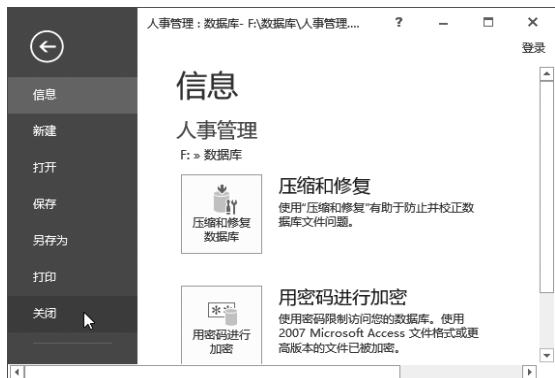 人事管理 : 数据库- F:\数据库\人事管理.... ?
登录
信息
新建
打开
保存
另存为
打印
关闭
信息
人事管理
F: » 数据库
压缩和修复
数据库
压缩和修复
使用“压缩和修复”有助于防止并校正数
据库文件问题。
用密码进行
加密
用密码进行加密
使用密码限制访问您的数据库。使用
2007 Microsoft Access 文件格式或更
高版本的文件已被加密。